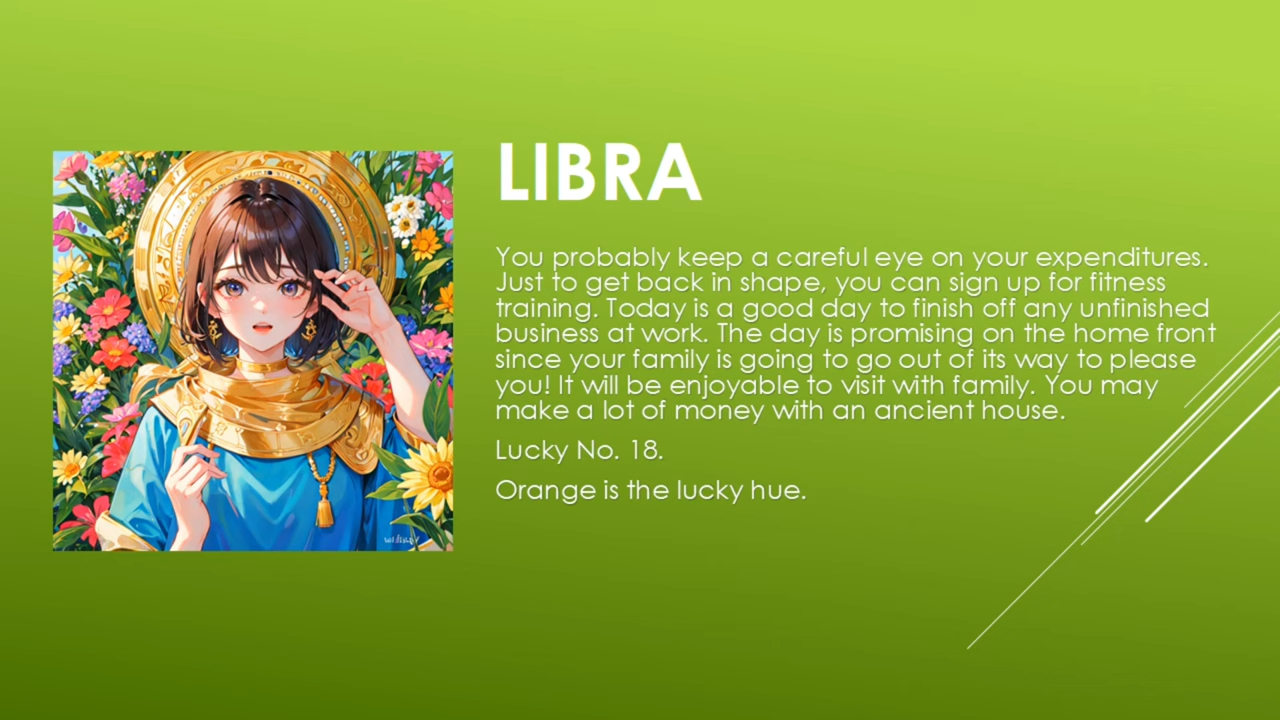 LIBRA
You probably keep a careful eye on your expenditures.
Just to get back in shape, you can sign up for fitness
training. Today is a good day to finish off any unfinished
business at work. The day is promising on the home front
since your family is going to go out of its way to please
you! It will be enjoyable to visit with family. You may
make a lot of money with an ancient house.
Lucky No. 18.
Orange is the lucky hue.